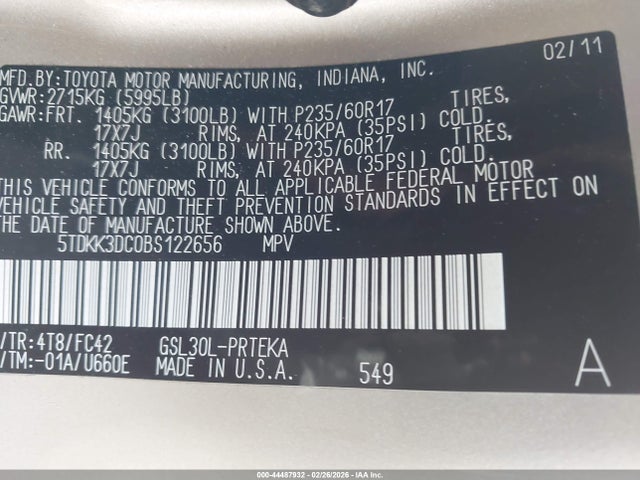 02/11
MFD.BY:TOYOTA MOTOR MANUFACTURING, INDIANA, INC.
GVWR:2715KG (5995LB)
GAWR:FRT. 1405KG (3100LB) WITH P235/60R17 TIRES,
17X7J RIMS, AT 240KPA (35PSI) COLD.
RR. 1405KG (3100LB) WITH P235/60R17 TIRES,
17X7J RIMS, AT 240KPA (35PSI) COLD.
THIS VEHICLE CONFORMS TO ALL APPLICABLE FEDERAL MOTOR
VEHICLE SAFETY AND THEFT PREVENTION STANDARDS IN EFFECT ON
THE DATE OF MANUFACTURE SHOWN ABOVE.
5TDKK3DC0BS122656 MPV
/TR:4T8/FC42 GSL30L-PRTEKA
/TM:-01A/U660E MADE IN U.S.A. 549 A
000-44487932 - 02/26/2026 - IAA Inc.